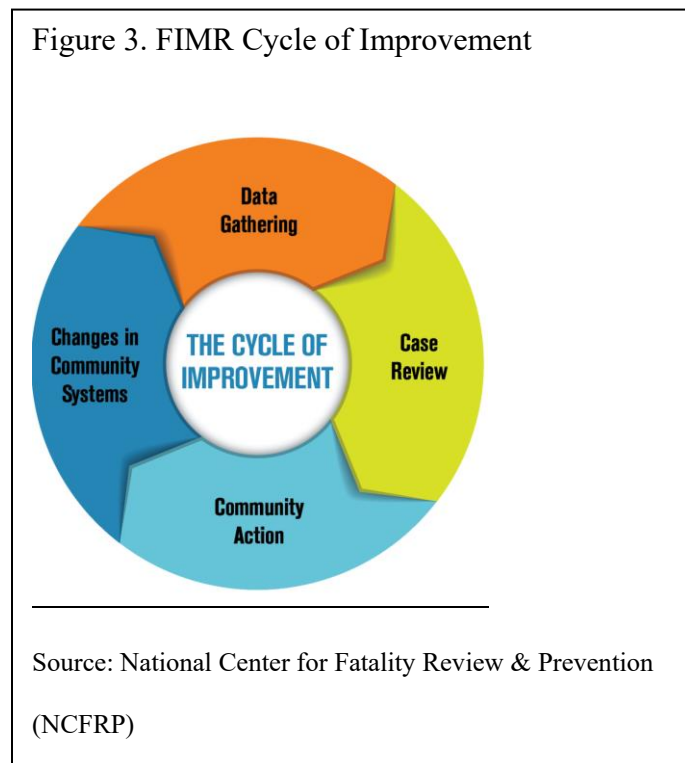 Figure 3. FIMR Cycle of Improvement
Data
Gathering
Case
Review
Community
Action
Changes in
Community
Systems
THE CYCLE OF
IMPROVEMENT
Source: National Center for Fatality Review & Prevention
(NCFRP)